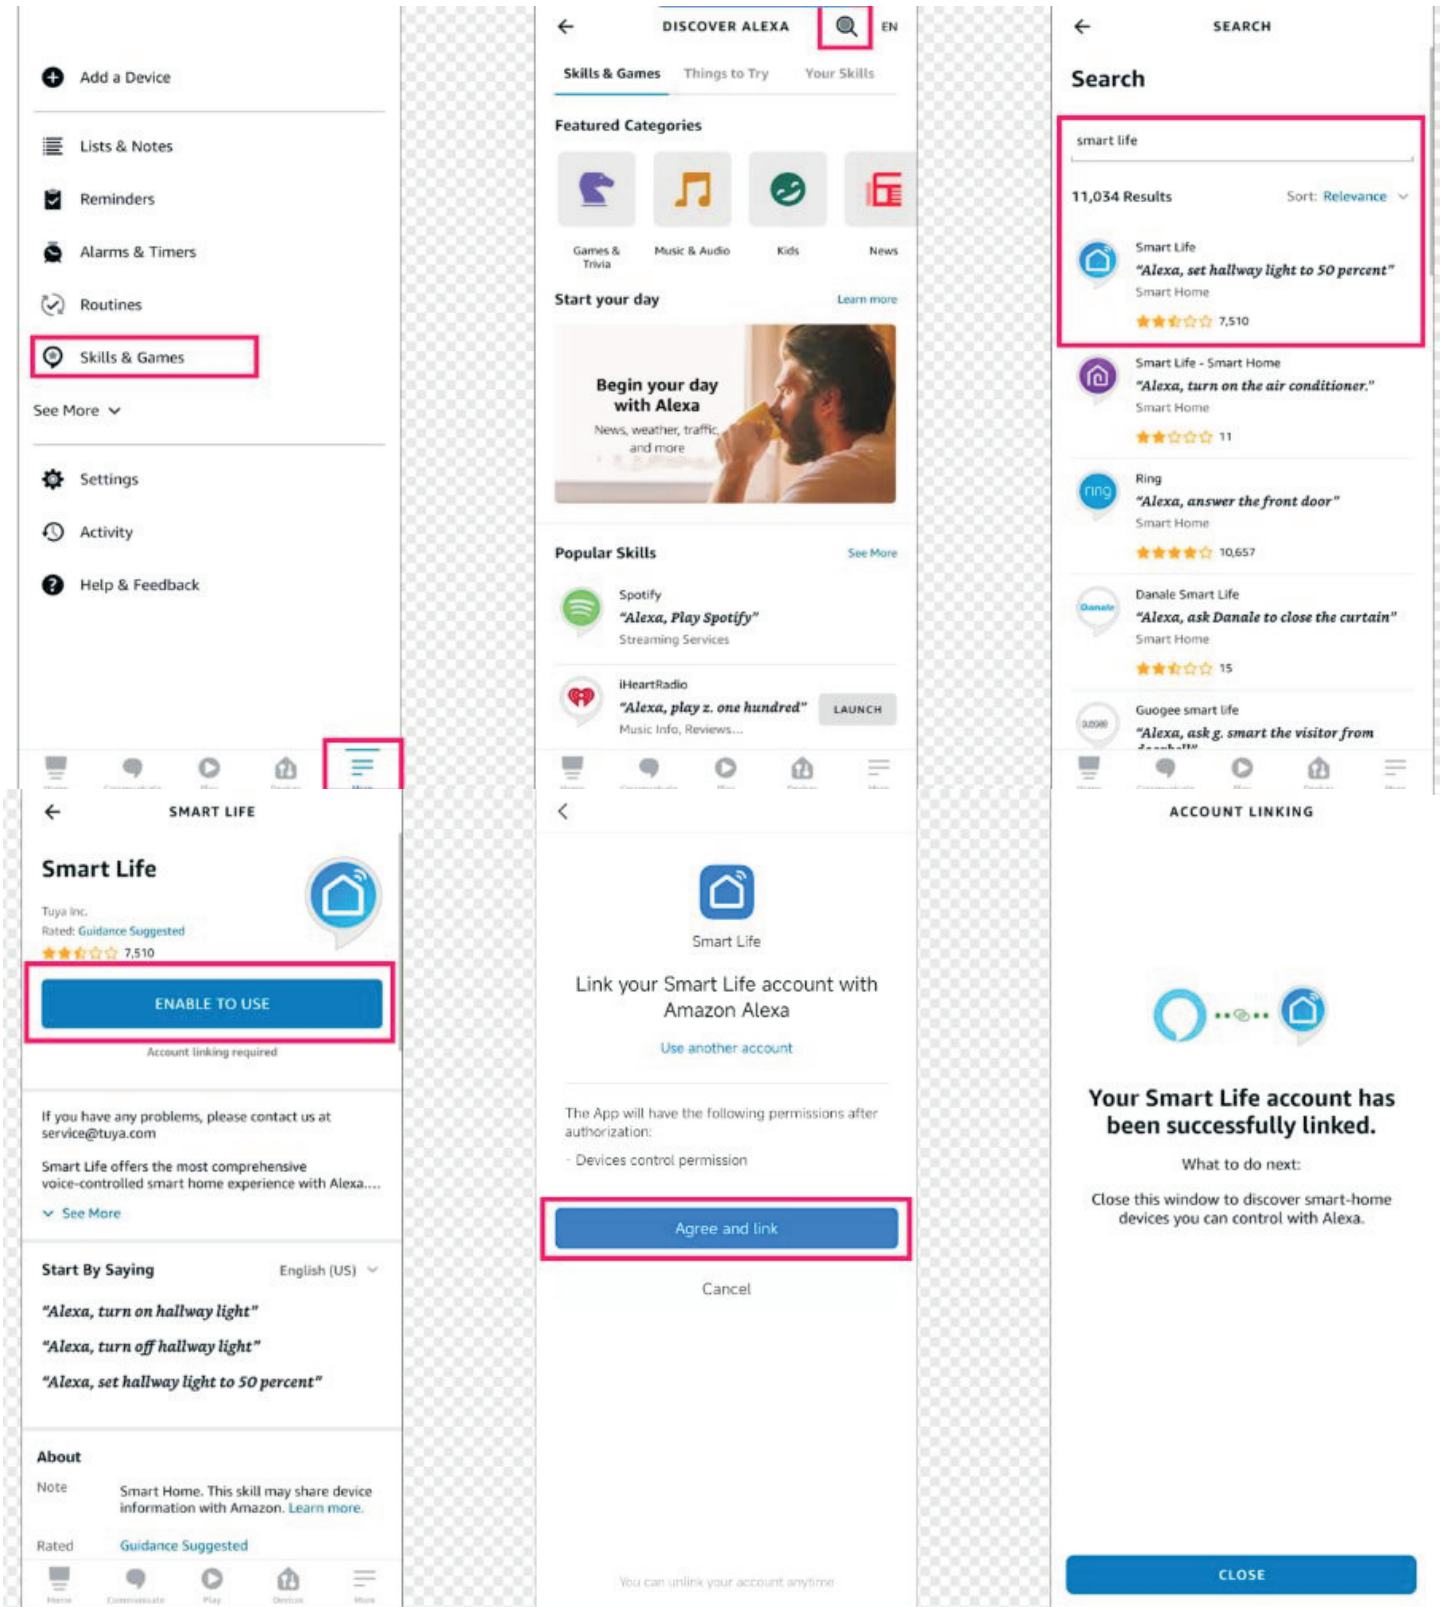 Add a Device
Lists & Notes
Reminders
Alarms & Timers
Routines
Skills & Games
See More
Settings
Activity
Help & Feedback
More
DISCOVER ALEXA
EN
Skills & Games Things to Try Your Skills
Featured Categories
Games & Trivia
Music & Audio
Kids
News
Start your day Learn more
Begin your day
with Alexa
News, weather, traffic,
and more
Popular Skills See More
Spotify
“Alexa, Play Spotify”
Streaming Services
iHeartRadio
“Alexa, play z. one hundred”
LAUNCH
Music Info, Reviews...
SEARCH
Search
smart life
11,034 Results Sort: Relevance
Smart Life
“Alexa, set hallway light to 50 percent”
Smart Home
7,510
Smart Life - Smart Home
“Alexa, turn on the air conditioner.”
Smart Home
11
ring
Ring
“Alexa, answer the front door”
Smart Home
10,657
Danale
Danale Smart Life
“Alexa, ask Danale to close the curtain”
Smart Home
15
Guogee smart life
“Alexa, ask g. smart the visitor from
doorbell”
SMART LIFE
Smart Life
Tuya Inc.
Rated: Guidance Suggested
7,510
ENABLE TO USE
Account linking required
If you have any problems, please contact us at
service@tuya.com
Smart Life offers the most comprehensive
voice-controlled smart home experience with Alexa....
See More
Start By Saying English (US)
“Alexa, turn on hallway light”
“Alexa, turn off hallway light”
“Alexa, set hallway light to 50 percent”
About
Note Smart Home. This skill may share device
information with Amazon. Learn more.
Rated Guidance Suggested
Home Communicate Play Devices More
Smart Life
Link your Smart Life account with
Amazon Alexa
Use another account
The App will have the following permissions after
authorization:
- Devices control permission
Agree and link
Cancel
You can unlink your account anytime
ACCOUNT LINKING
Your Smart Life account has
been successfully linked.
What to do next:
Close this window to discover smart-home
devices you can control with Alexa.
CLOSE